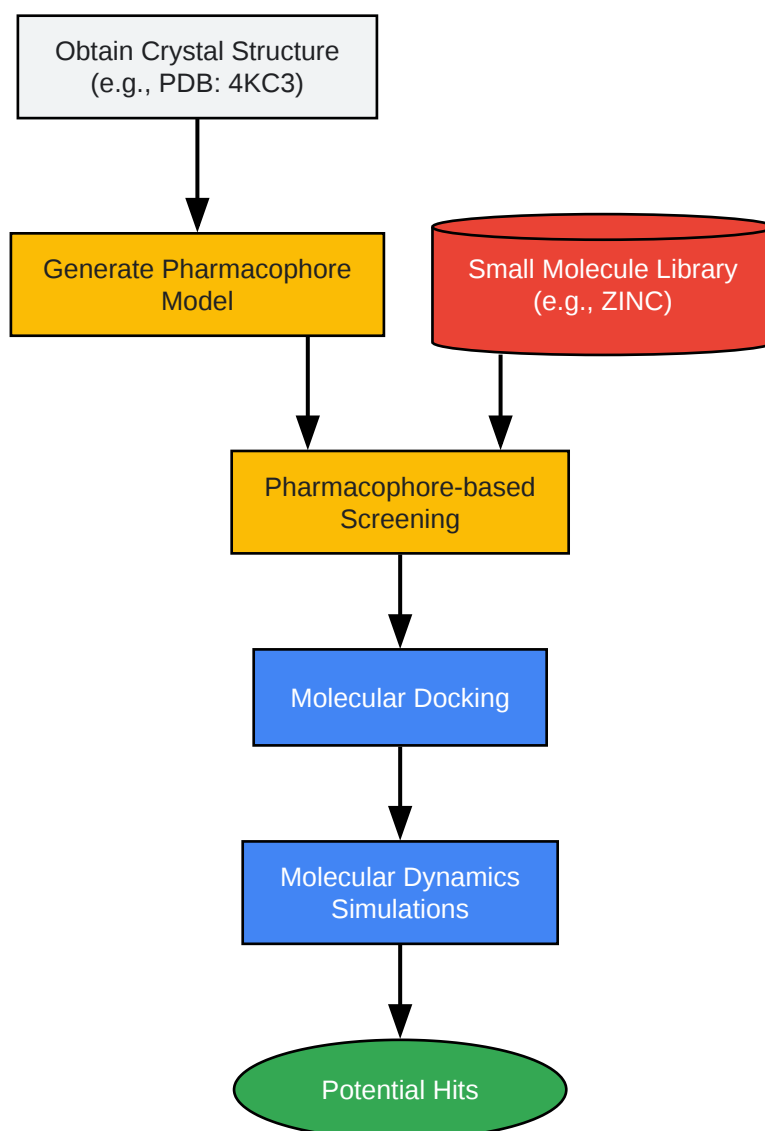 Obtain Crystal Structure
(e.g., PDB: 4KC3)
Generate Pharmacophore
Model
Small Molecule Library
(e.g., ZINC)
Pharmacophore-based
Screening
Molecular Docking
Molecular Dynamics
Simulations
Potential Hits